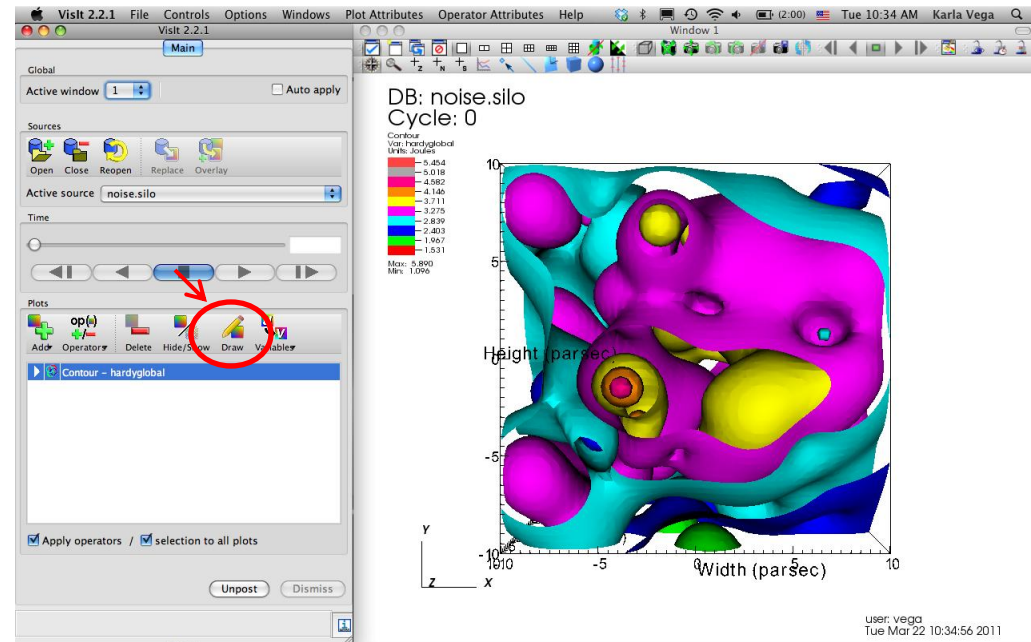 VisIt 2.2.1 File Controls Options Windows Plot Attributes Operator Attributes Help (2:00) Tue 10:34 AM Karla Vega
VisIt 2.2.1
Main
Global
Active window 1 Auto apply
Sources
Open Close Reopen Replace Overlay
Active source noise.silo
Time
Plots
op(•)
+/-
Add Operators Delete Hide/Show Draw Variables
Contour – hardyglobal
Apply operators / selection to all plots
Unpost Dismiss
Window 1
DB: noise.silo
Cycle: 0
Contour
Var: hardyglobal
Units: Joules
5.454
5.018
4.582
4.146
3.711
3.275
2.839
2.403
1.967
1.531
Max: 5.890
Min: 1.096
10
5
Height (parsec)
-5
-10
-5
0
5
10
Width (parsec)
Y
Z X
user: vega
Tue Mar 22 10:34:56 2011